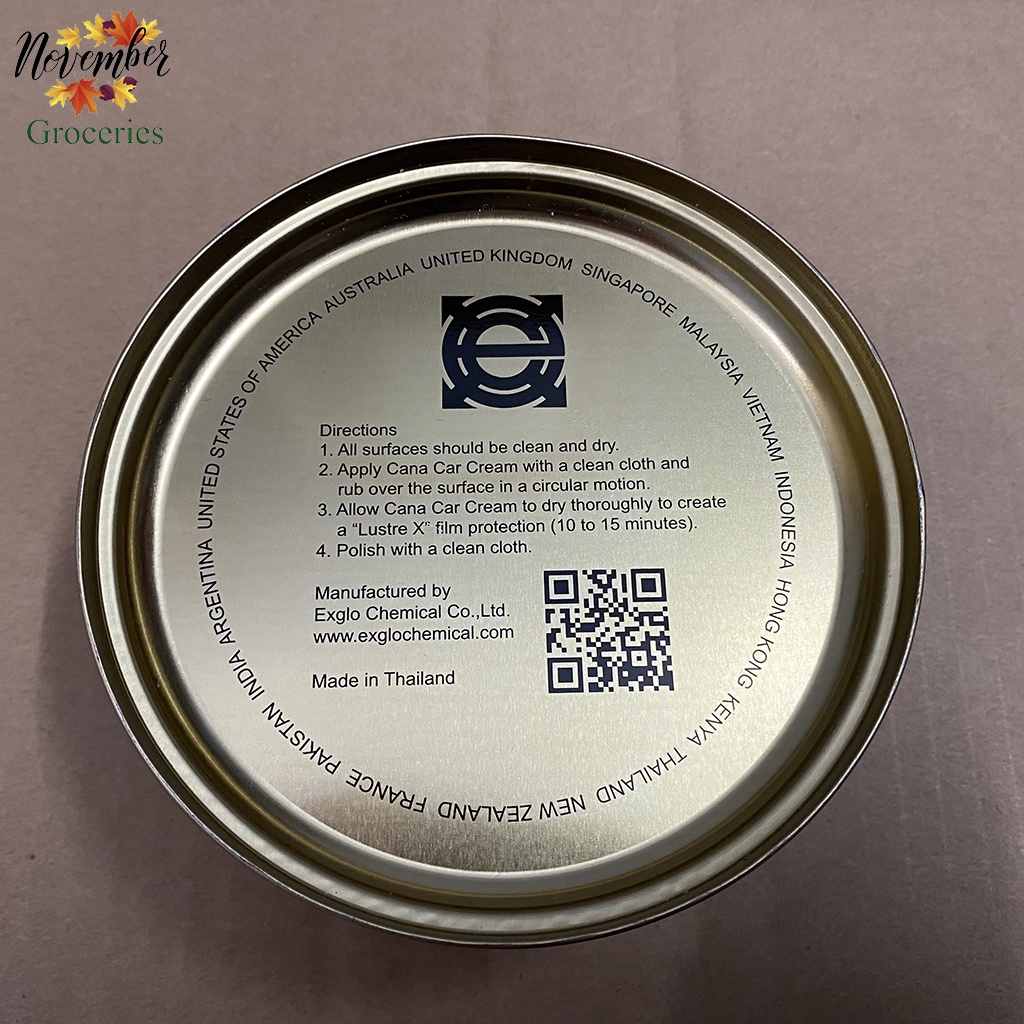 November
Groceries
AUSTRALIA UNITED KINGDOM SINGAPORE MALAYSIA VIETNAM INDONESIA HONG KONG KENYA THAILAND NEW ZEALAND FRANCE PAKISTAN INDIA ARGENTINA UNITED STATES OF AMERICA
e
Directions
1. All surfaces should be clean and dry.
2. Apply Cana Car Cream with a clean cloth and
rub over the surface in a circular motion.
3. Allow Cana Car Cream to dry thoroughly to create
a “Lustre X” film protection (10 to 15 minutes).
4. Polish with a clean cloth.
Manufactured by
Exglo Chemical Co.,Ltd.
www.exglochemical.com
Made in Thailand